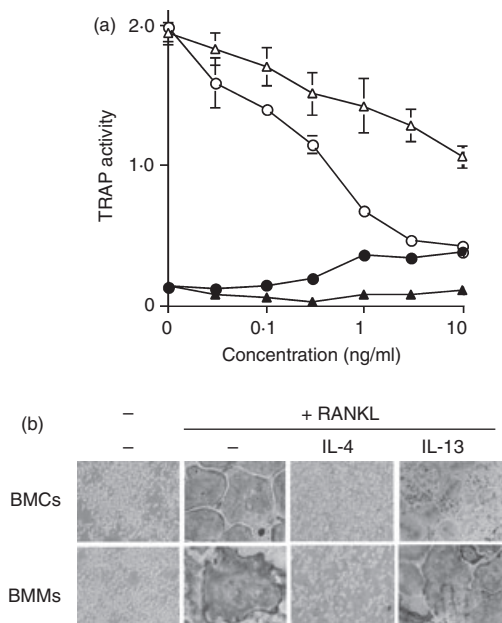 (a)
2·0
1·0
0
TRAP activity
0 0·1 1 10
Concentration (ng/ml)
(b)
– + RANKL
– – IL-4 IL-13
BMCs
BMMs